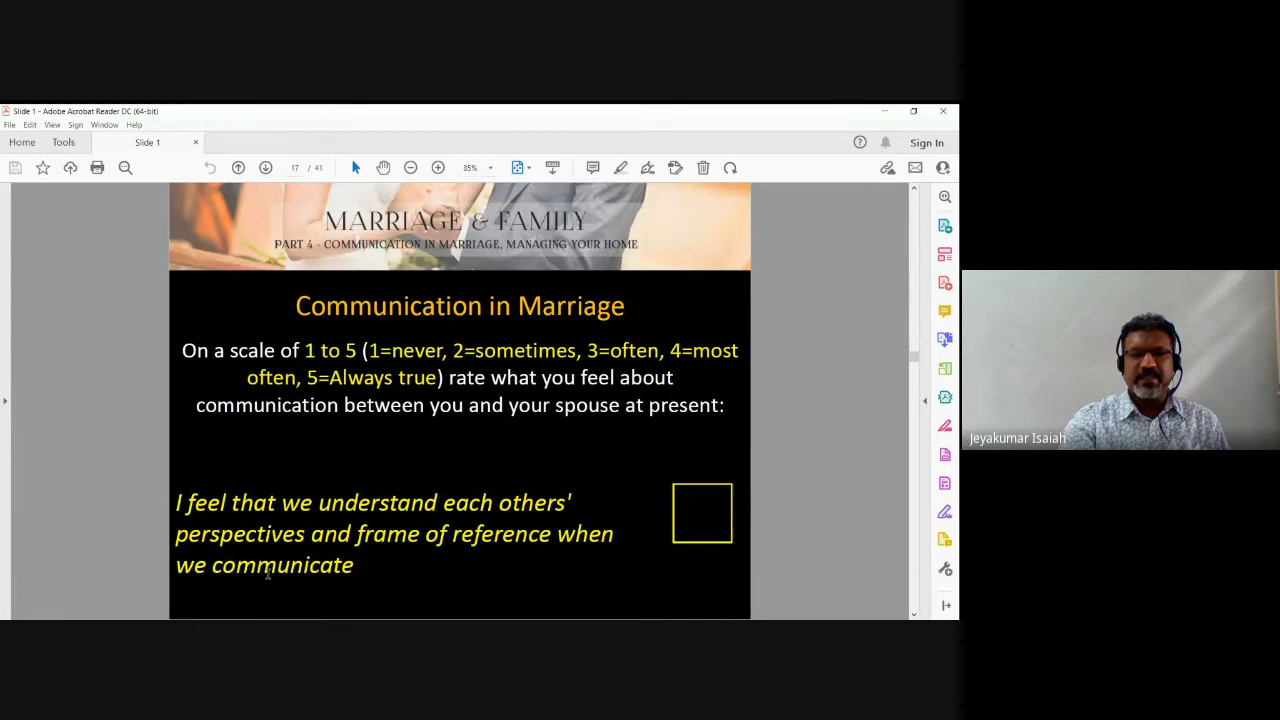 Slide 1 - Adobe Acrobat Reader DC (64-bit)
File Edit View Sign Window Help
Home Tools Slide 1 × Sign In
17 / 41 85%
MARRIAGE & FAMILY
PART 4 - COMMUNICATION IN MARRIAGE, MANAGING YOUR HOME
Communication in Marriage
On a scale of 1 to 5 (1=never, 2=sometimes, 3=often, 4=most
often, 5=Always true) rate what you feel about
communication between you and your spouse at present:
I feel that we understand each others'
perspectives and frame of reference when
we communicate
Jeyakumar Isaiah